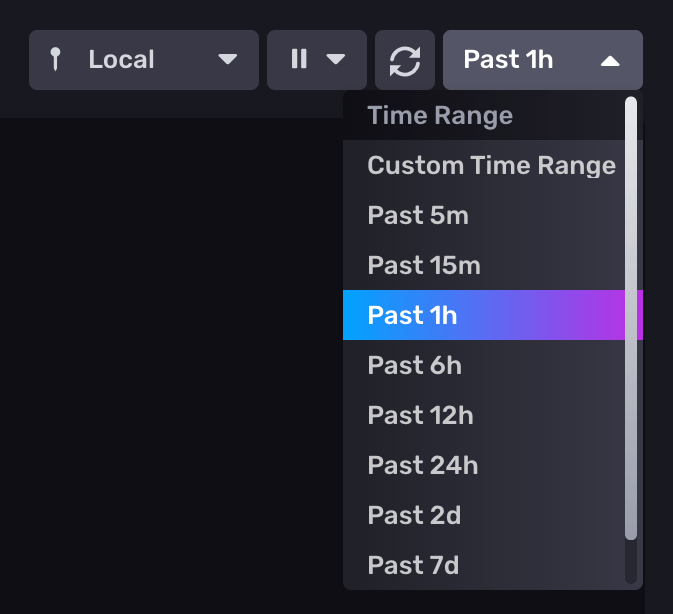 Local
Past 1h
Time Range
Custom Time Range
Past 5m
Past 15m
Past 1h
Past 6h
Past 12h
Past 24h
Past 2d
Past 7d